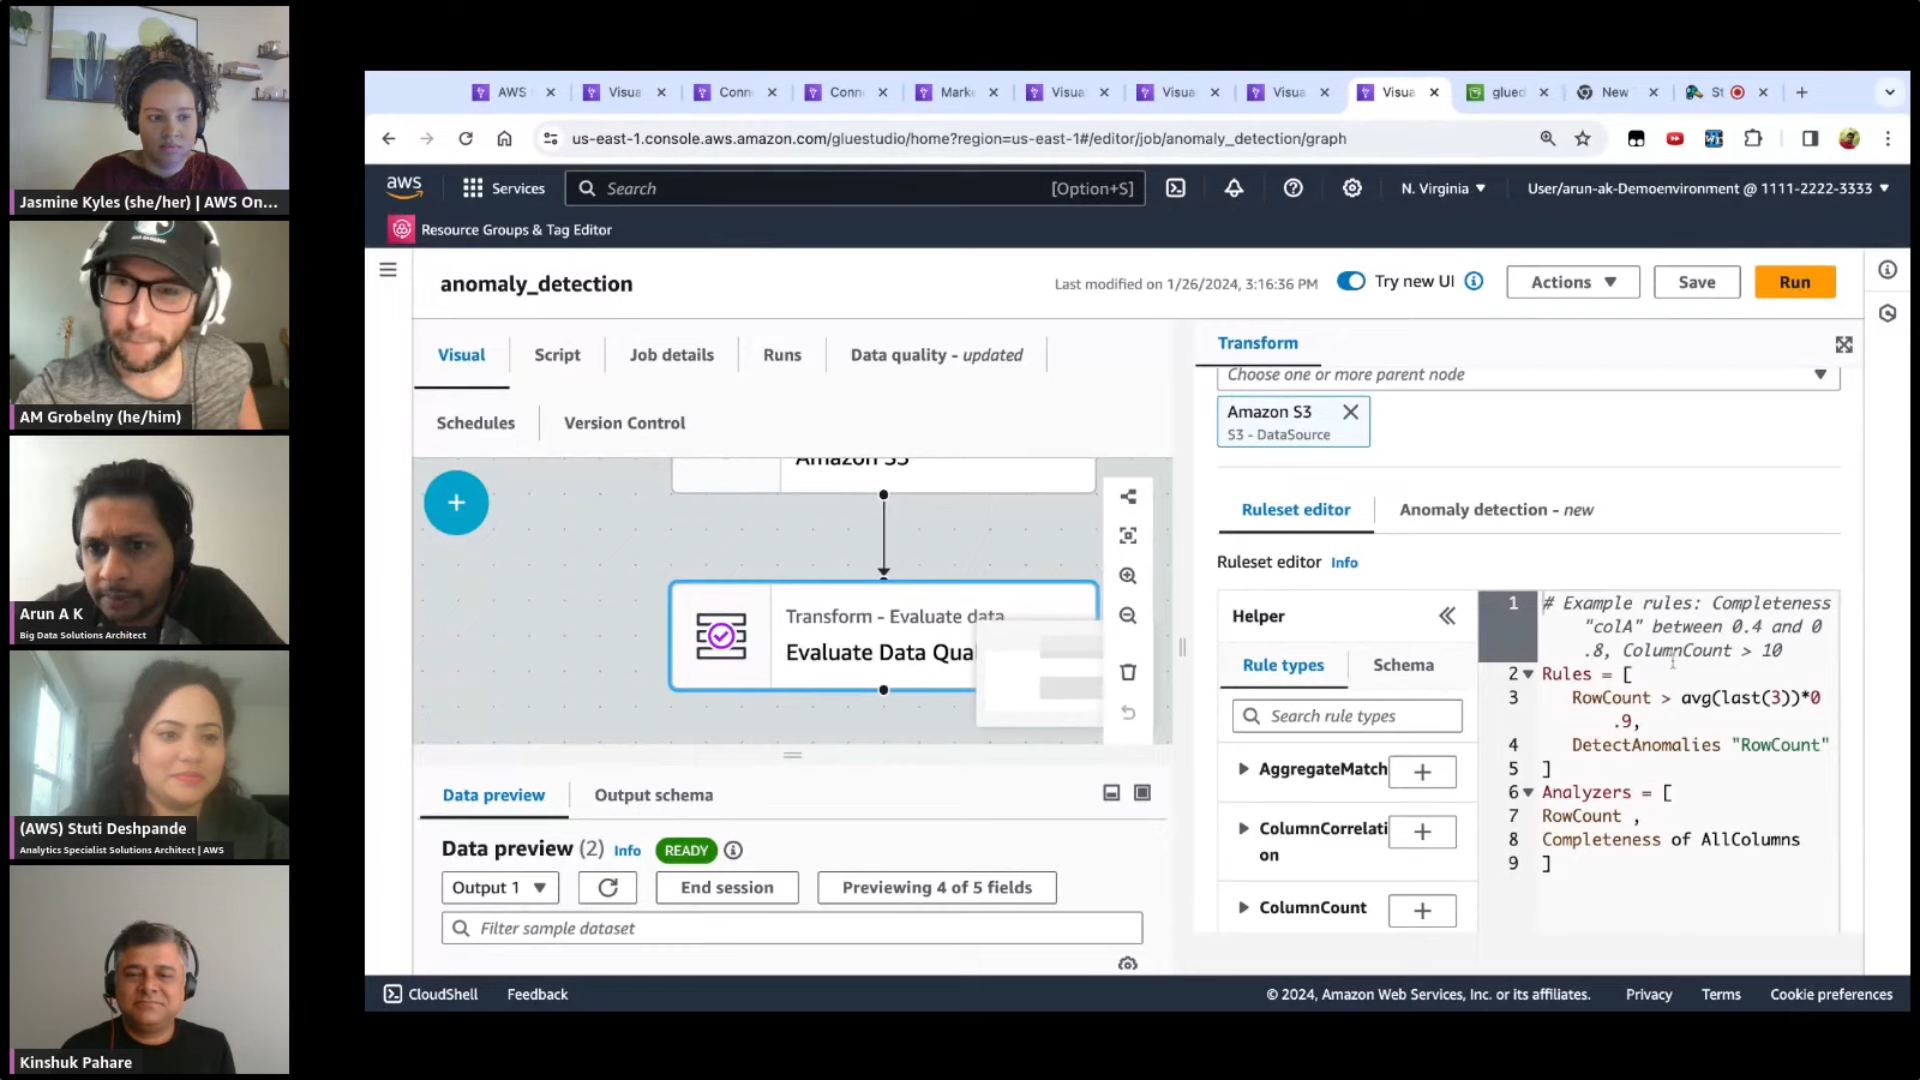 Jasmine Kyles (she/her) | AWS On...
AM Grobelny (he/him)
Arun A K
Big Data Solutions Architect
(AWS) Stuti Deshpande
Analytics Specialist Solutions Architect | AWS
Kinshuk Pahare
AWS
Visua
Conn
Conn
Mark
Visua
Visua
Visua
Visua
glue
New
St
us-east-1.console.aws.amazon.com/gluestudio/home?region=us-east-1#/editor/job/anomaly_detection/graph
aws
Services
Search
[Option+S]
N. Virginia
User/arun-ak-Demoenvironment @ 1111-2222-3333
Resource Groups & Tag Editor
anomaly_detection
Last modified on 1/26/2024, 3:16:36 PM
Try new UI
Actions
Save
Run
Visual
Script
Job details
Runs
Data quality - updated
Schedules
Version Control
Amazon S3
Transform - Evaluate data
Evaluate Data Qua
Data preview
Output schema
Data preview (2) Info
READY
Output 1
End session
Previewing 4 of 5 fields
Filter sample dataset
Transform
Choose one or more parent node
Amazon S3
S3 - DataSource
Ruleset editor
Anomaly detection - new
Ruleset editor Info
Helper
Rule types
Schema
Search rule types
AggregateMatch
ColumnCorrelati
on
ColumnCount
1 # Example rules: Completeness
"colA" between 0.4 and 0
.8, ColumnCount > 10
2 Rules = [
3 RowCount > avg(last(3))*0
.9,
4 DetectAnomalies "RowCount"
5 ]
6 Analyzers = [
7 RowCount ,
8 Completeness of AllColumns
9 ]
CloudShell
Feedback
© 2024, Amazon Web Services, Inc. or its affiliates.
Privacy
Terms
Cookie preferences